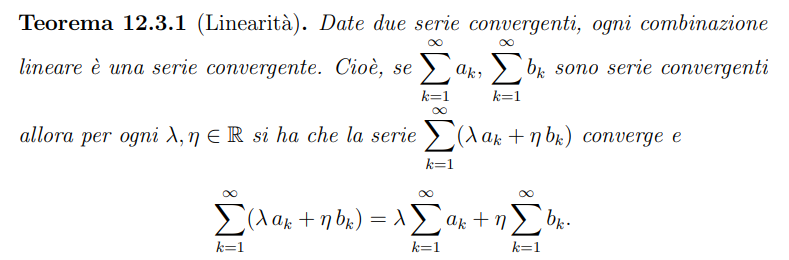 Teorema 12.3.1 (Linearità). Date due serie convergenti, ogni combinazione
lineare è una serie convergente. Cioè, se $\sum_{k=1}^{\infty} a_k$, $\sum_{k=1}^{\infty} b_k$ sono serie convergenti
allora per ogni $\lambda, \eta \in \mathbb{R}$ si ha che la serie $\sum_{k=1}^{\infty} (\lambda a_k + \eta b_k)$ converge e
$\sum_{k=1}^{\infty} (\lambda a_k + \eta b_k) = \lambda \sum_{k=1}^{\infty} a_k + \eta \sum_{k=1}^{\infty} b_k.$